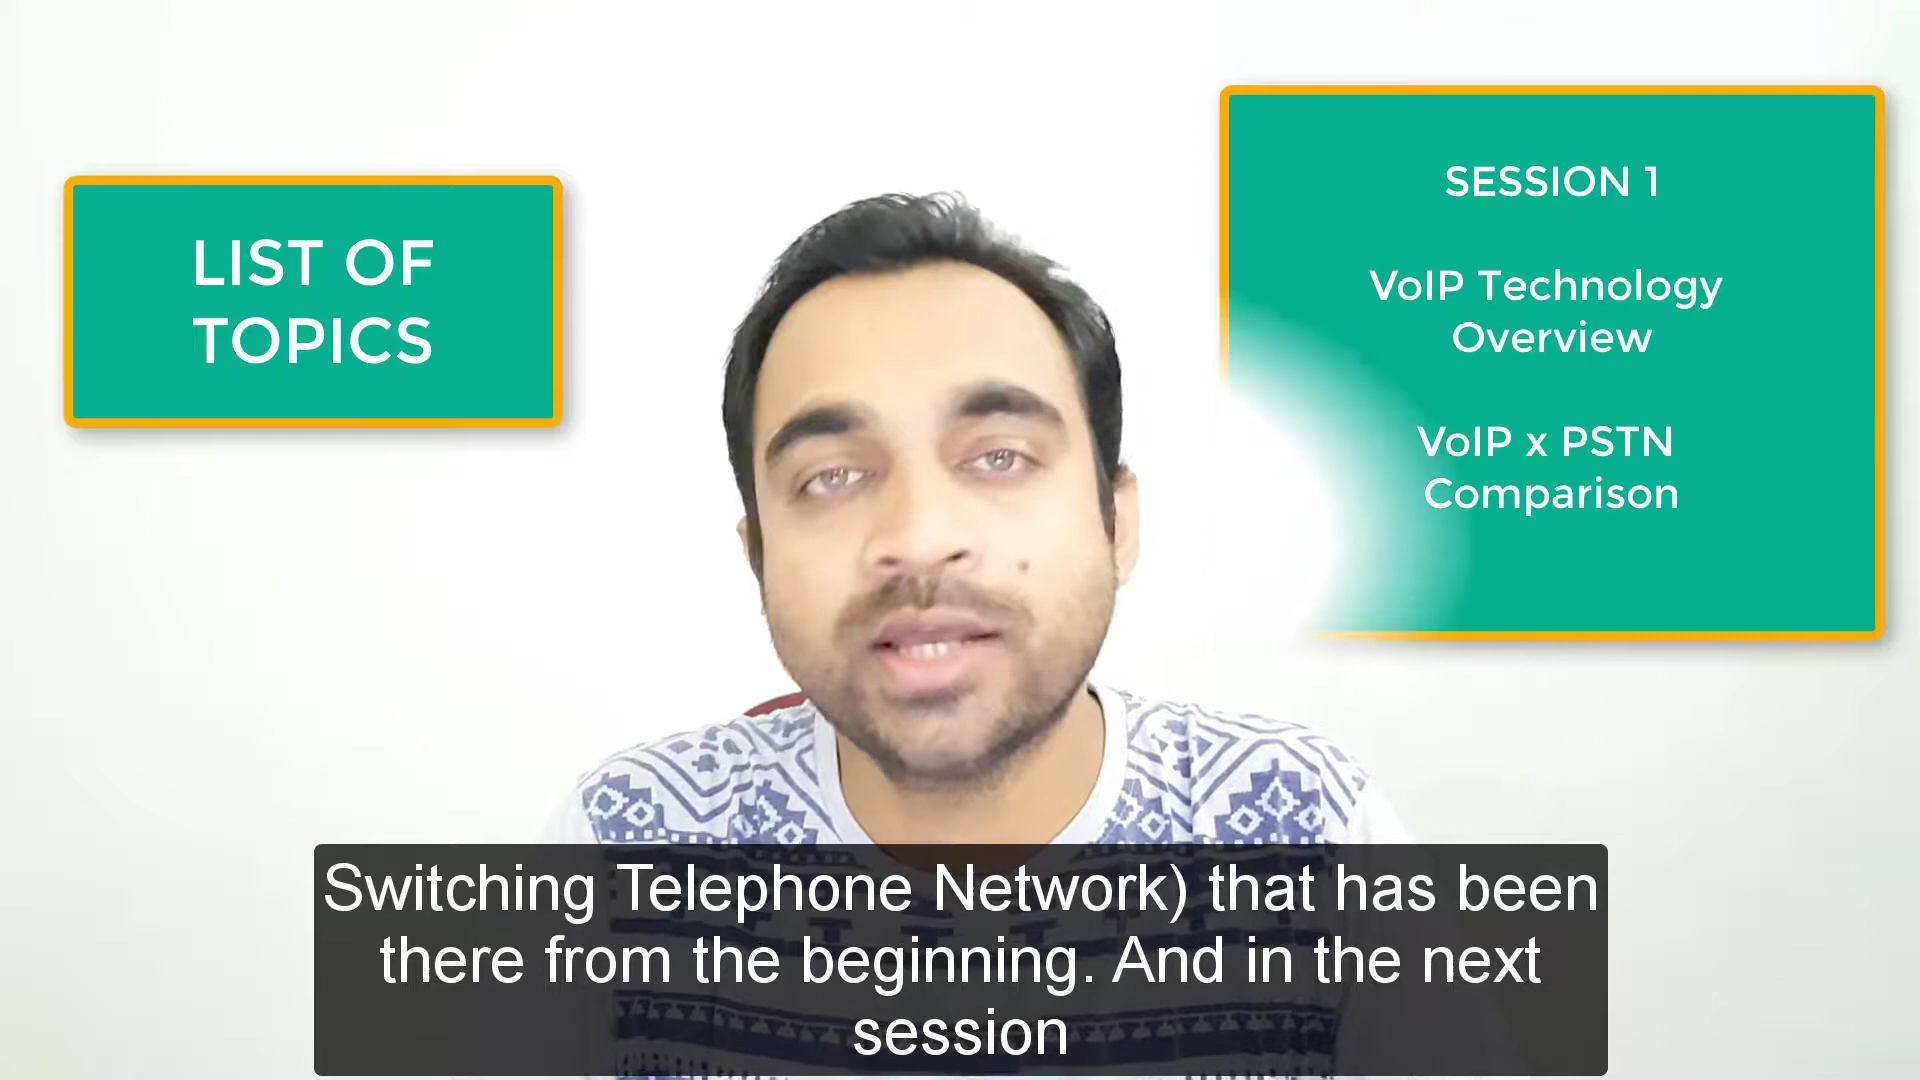 LIST OF
TOPICS
SESSION 1
VoIP Technology
Overview
VoIP x PSTN
Comparison
Switching Telephone Network) that has been
there from the beginning. And in the next
session